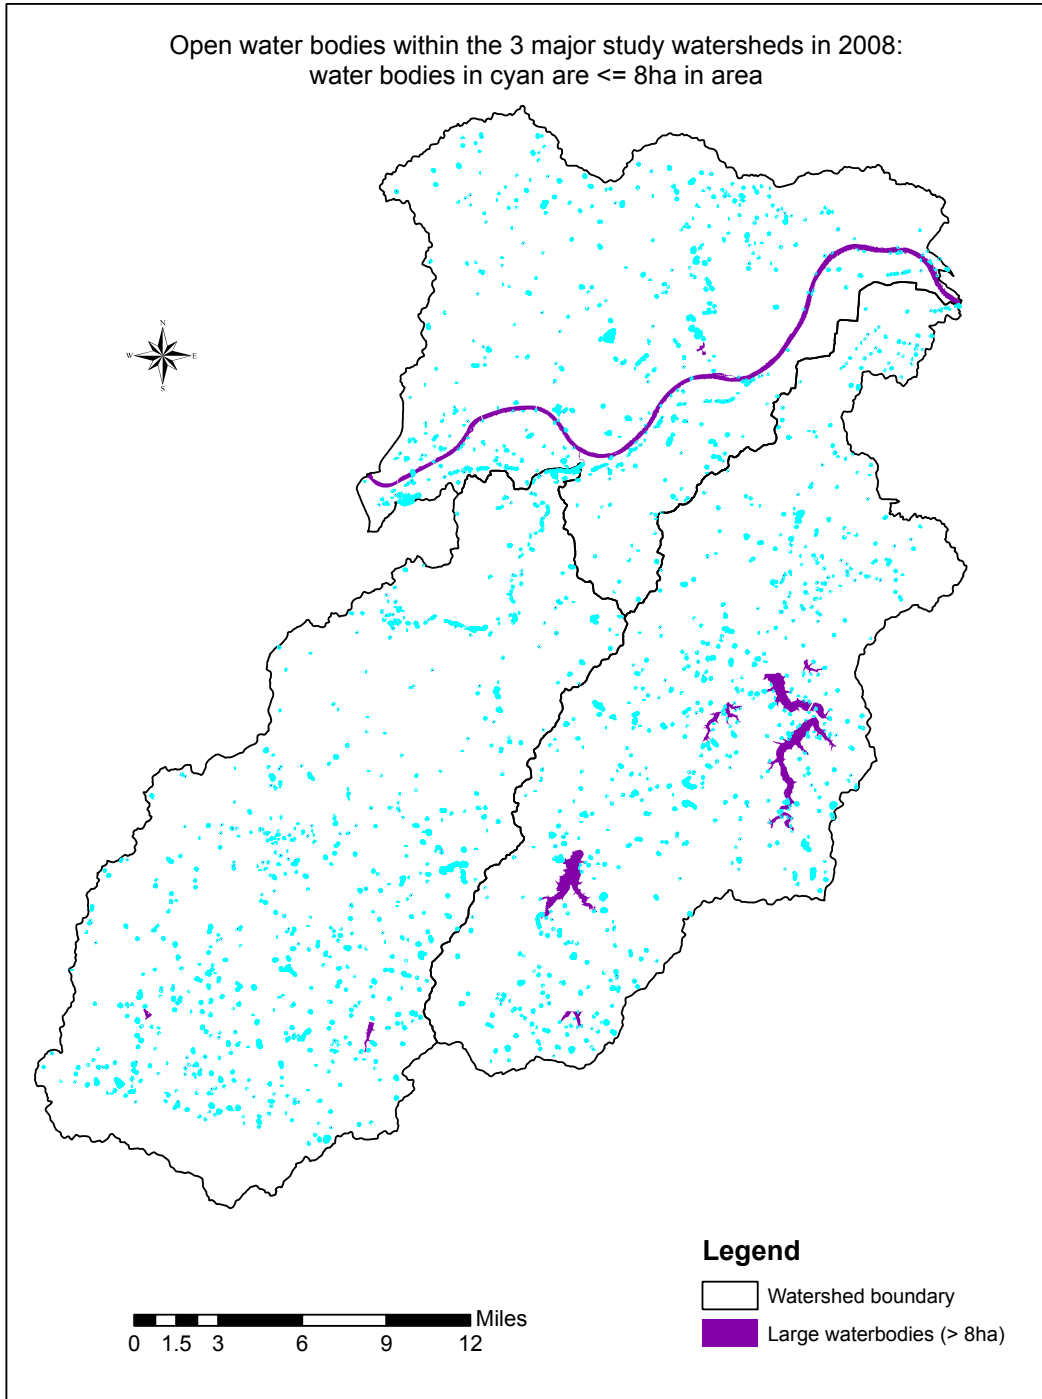 Open water bodies within the 3 major study watersheds in 2008:
water bodies in cyan are <= 8ha in area
N
W E
S
Legend
Watershed boundary
Large waterbodies (> 8ha)
Miles
0 1.5 3 6 9 12